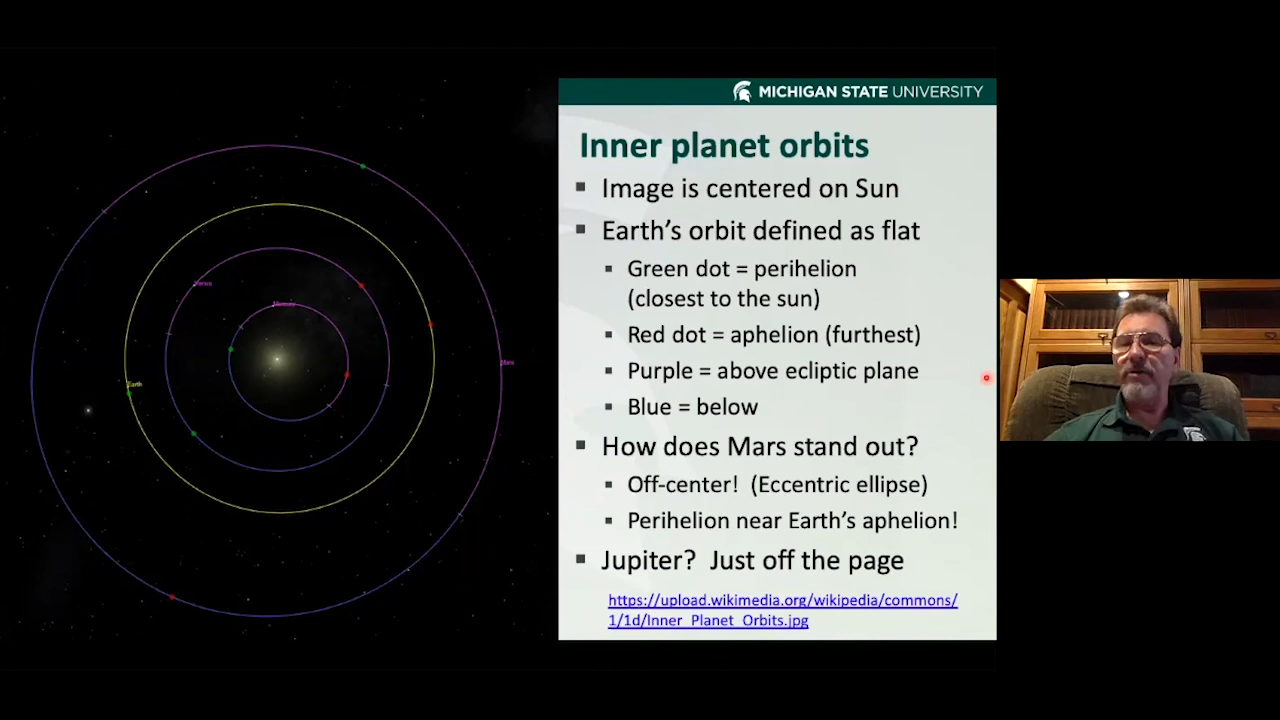 MICHIGAN STATE UNIVERSITY
Inner planet orbits
Image is centered on Sun
Earth's orbit defined as flat
Green dot = perihelion
(closest to the sun)
Red dot = aphelion (furthest)
Purple = above ecliptic plane
Blue = below
How does Mars stand out?
Off-center! (Eccentric ellipse)
Perihelion near Earth's aphelion!
Jupiter? Just off the page
https://upload.wikimedia.org/wikipedia/commons/
1/1d/Inner_Planet_Orbits.jpg
Venus
Mercury
Mars
Earth